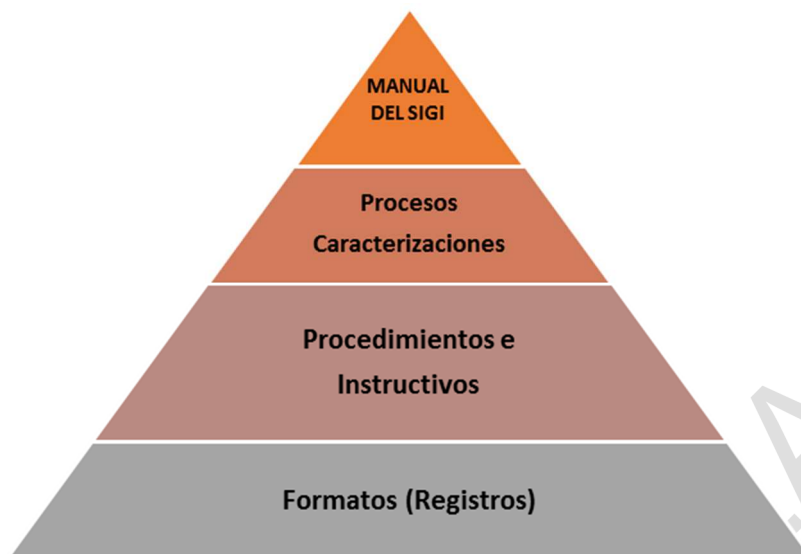 MANUAL
DEL SIGI
Procesos
Caracterizaciones
Procedimientos e
Instructivos
Formatos (Registros)